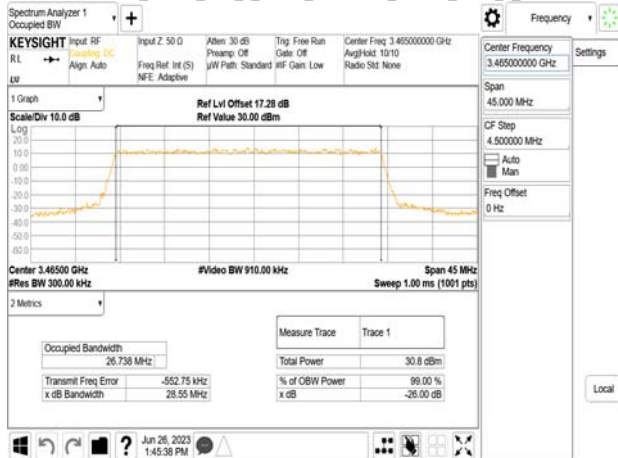 Spectrum Analyzer 1
Occupied BW
Frequency
KEYSIGHT Input: RF Input Z: 50 Ω Atten: 30 dB Trig: Free Run Center Freq: 3.465000000 GHz
RL Coupling: DC Preamp: Off Gate: Off Avg|Hold: 10/10
Align: Auto Freq Ref: Int (S) µW Path: Standard #IF Gain: Low Radio Std: None
LVI NFE: Adaptive
Center Frequency
3.465000000 GHz
Settings
Span
45.000 MHz
CF Step
4.500000 MHz
Auto
Man
Freq Offset
0 Hz
Local
1 Graph
Ref Lvl Offset 17.28 dB
Scale/Div 10.0 dB Ref Value 30.00 dBm
Log
20.0
10.0
0.00
-10.0
-20.0
-30.0
-40.0
-50.0
-60.0
Center 3.46500 GHz #Video BW 910.00 kHz Span 45 MHz
#Res BW 300.00 kHz Sweep 1.00 ms (1001 pts)
2 Metrics
Measure Trace Trace 1
Occupied Bandwidth
26.738 MHz Total Power 30.8 dBm
Transmit Freq Error -552.75 kHz % of OBW Power 99.00 %
x dB Bandwidth 28.55 MHz x dB -26.00 dB
Jun 26, 2023
1:45:38 PM